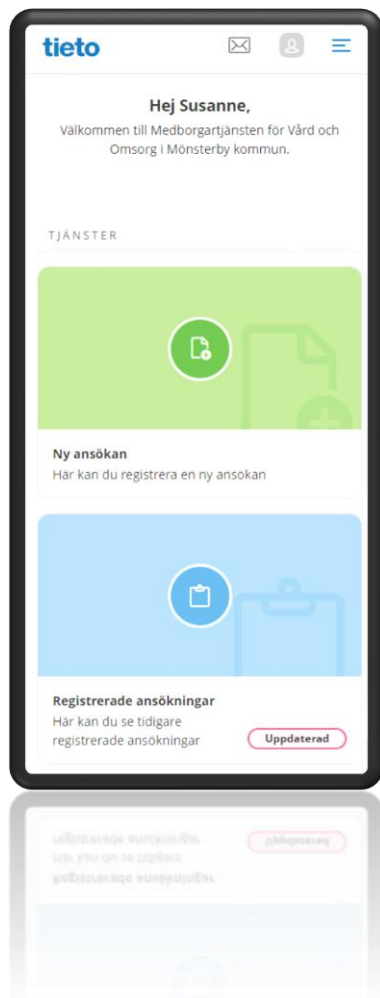 tieto
Hej Susanne,
Välkommen till Medborgartjänsten för Vård och
Omsorg i Mönsterby kommun.
TJÄNSTER
Ny ansökan
Här kan du registrera en ny ansökan
Registrerade ansökningar
Här kan du se tidigare
registrerade ansökningar
Uppdaterad